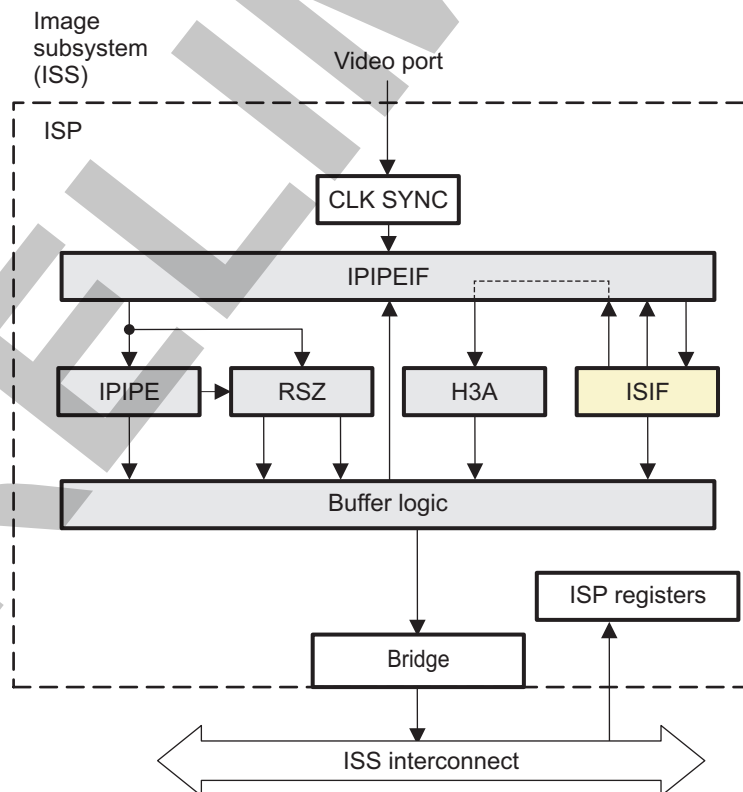 Image
subsystem
(ISS)
Video port
ISP
CLK SYNC
IPIPEIF
IPIPE
RSZ
H3A
ISIF
Buffer logic
ISP registers
Bridge
ISS interconnect